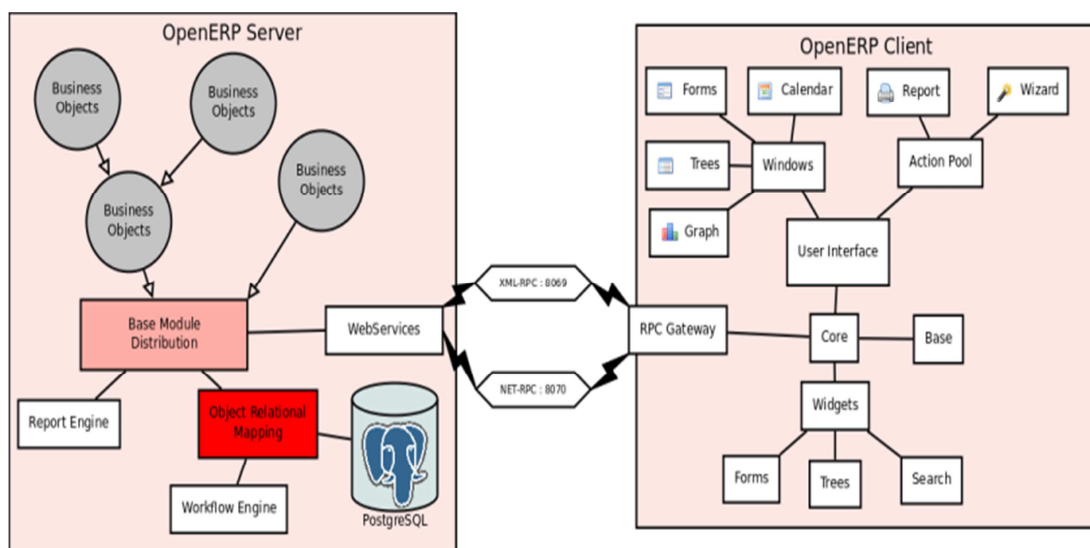 OpenERP Server
Business
Objects
Business
Objects
Business
Objects
Business
Objects
Base Module
Distribution
WebServices
Report Engine
Object Relational
Mapping
Workflow Engine
PostgreSQL
XML-RPC : 8069
NET-RPC : 8070
OpenERP Client
Forms
Calendar
Report
Wizard
Trees
Windows
Action Pool
Graph
User Interface
RPC Gateway
Core
Base
Widgets
Forms
Trees
Search